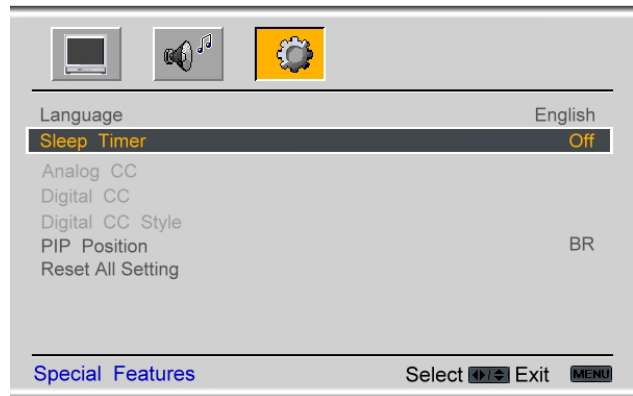 Language English
Sleep Timer Off
Analog CC
Digital CC
Digital CC Style
PIP Position BR
Reset All Setting
Special Features Select Exit MENU